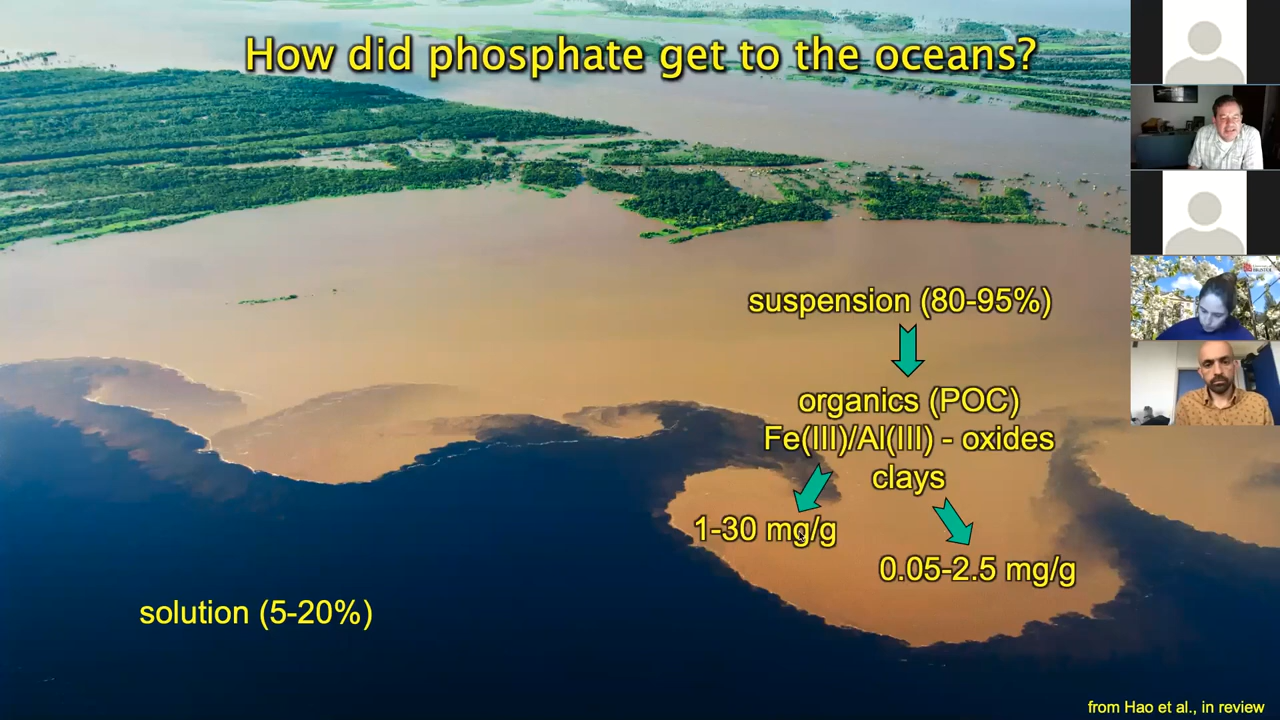 How did phosphate get to the oceans?
suspension (80-95%)
organics (POC)
Fe(III)/Al(III) - oxides
clays
1-30 mg/g
0.05-2.5 mg/g
solution (5-20%)
from Hao et al., in review